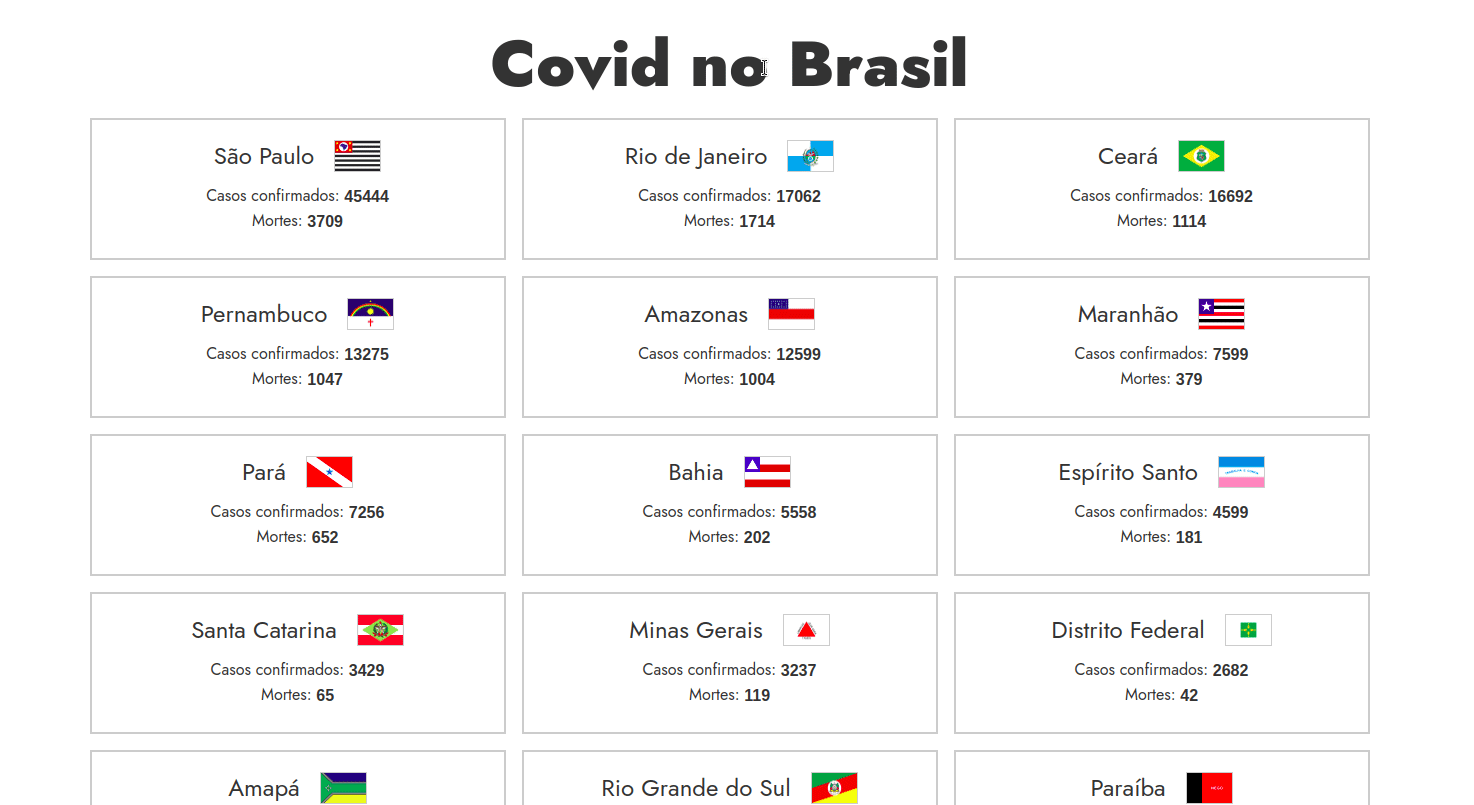 Covid no Brasil
São Paulo
Casos confirmados: 45444
Mortes: 3709
Rio de Janeiro
Casos confirmados: 17062
Mortes: 1714
Ceará
Casos confirmados: 16692
Mortes: 1114
Pernambuco
Casos confirmados: 13275
Mortes: 1047
Amazonas
Casos confirmados: 12599
Mortes: 1004
Maranhão
Casos confirmados: 7599
Mortes: 379
Pará
Casos confirmados: 7256
Mortes: 652
Bahia
Casos confirmados: 5558
Mortes: 202
Espírito Santo
Casos confirmados: 4599
Mortes: 181
Santa Catarina
Casos confirmados: 3429
Mortes: 65
Minas Gerais
Casos confirmados: 3237
Mortes: 119
Distrito Federal
Casos confirmados: 2682
Mortes: 42
Amapá
Rio Grande do Sul
Paraíba